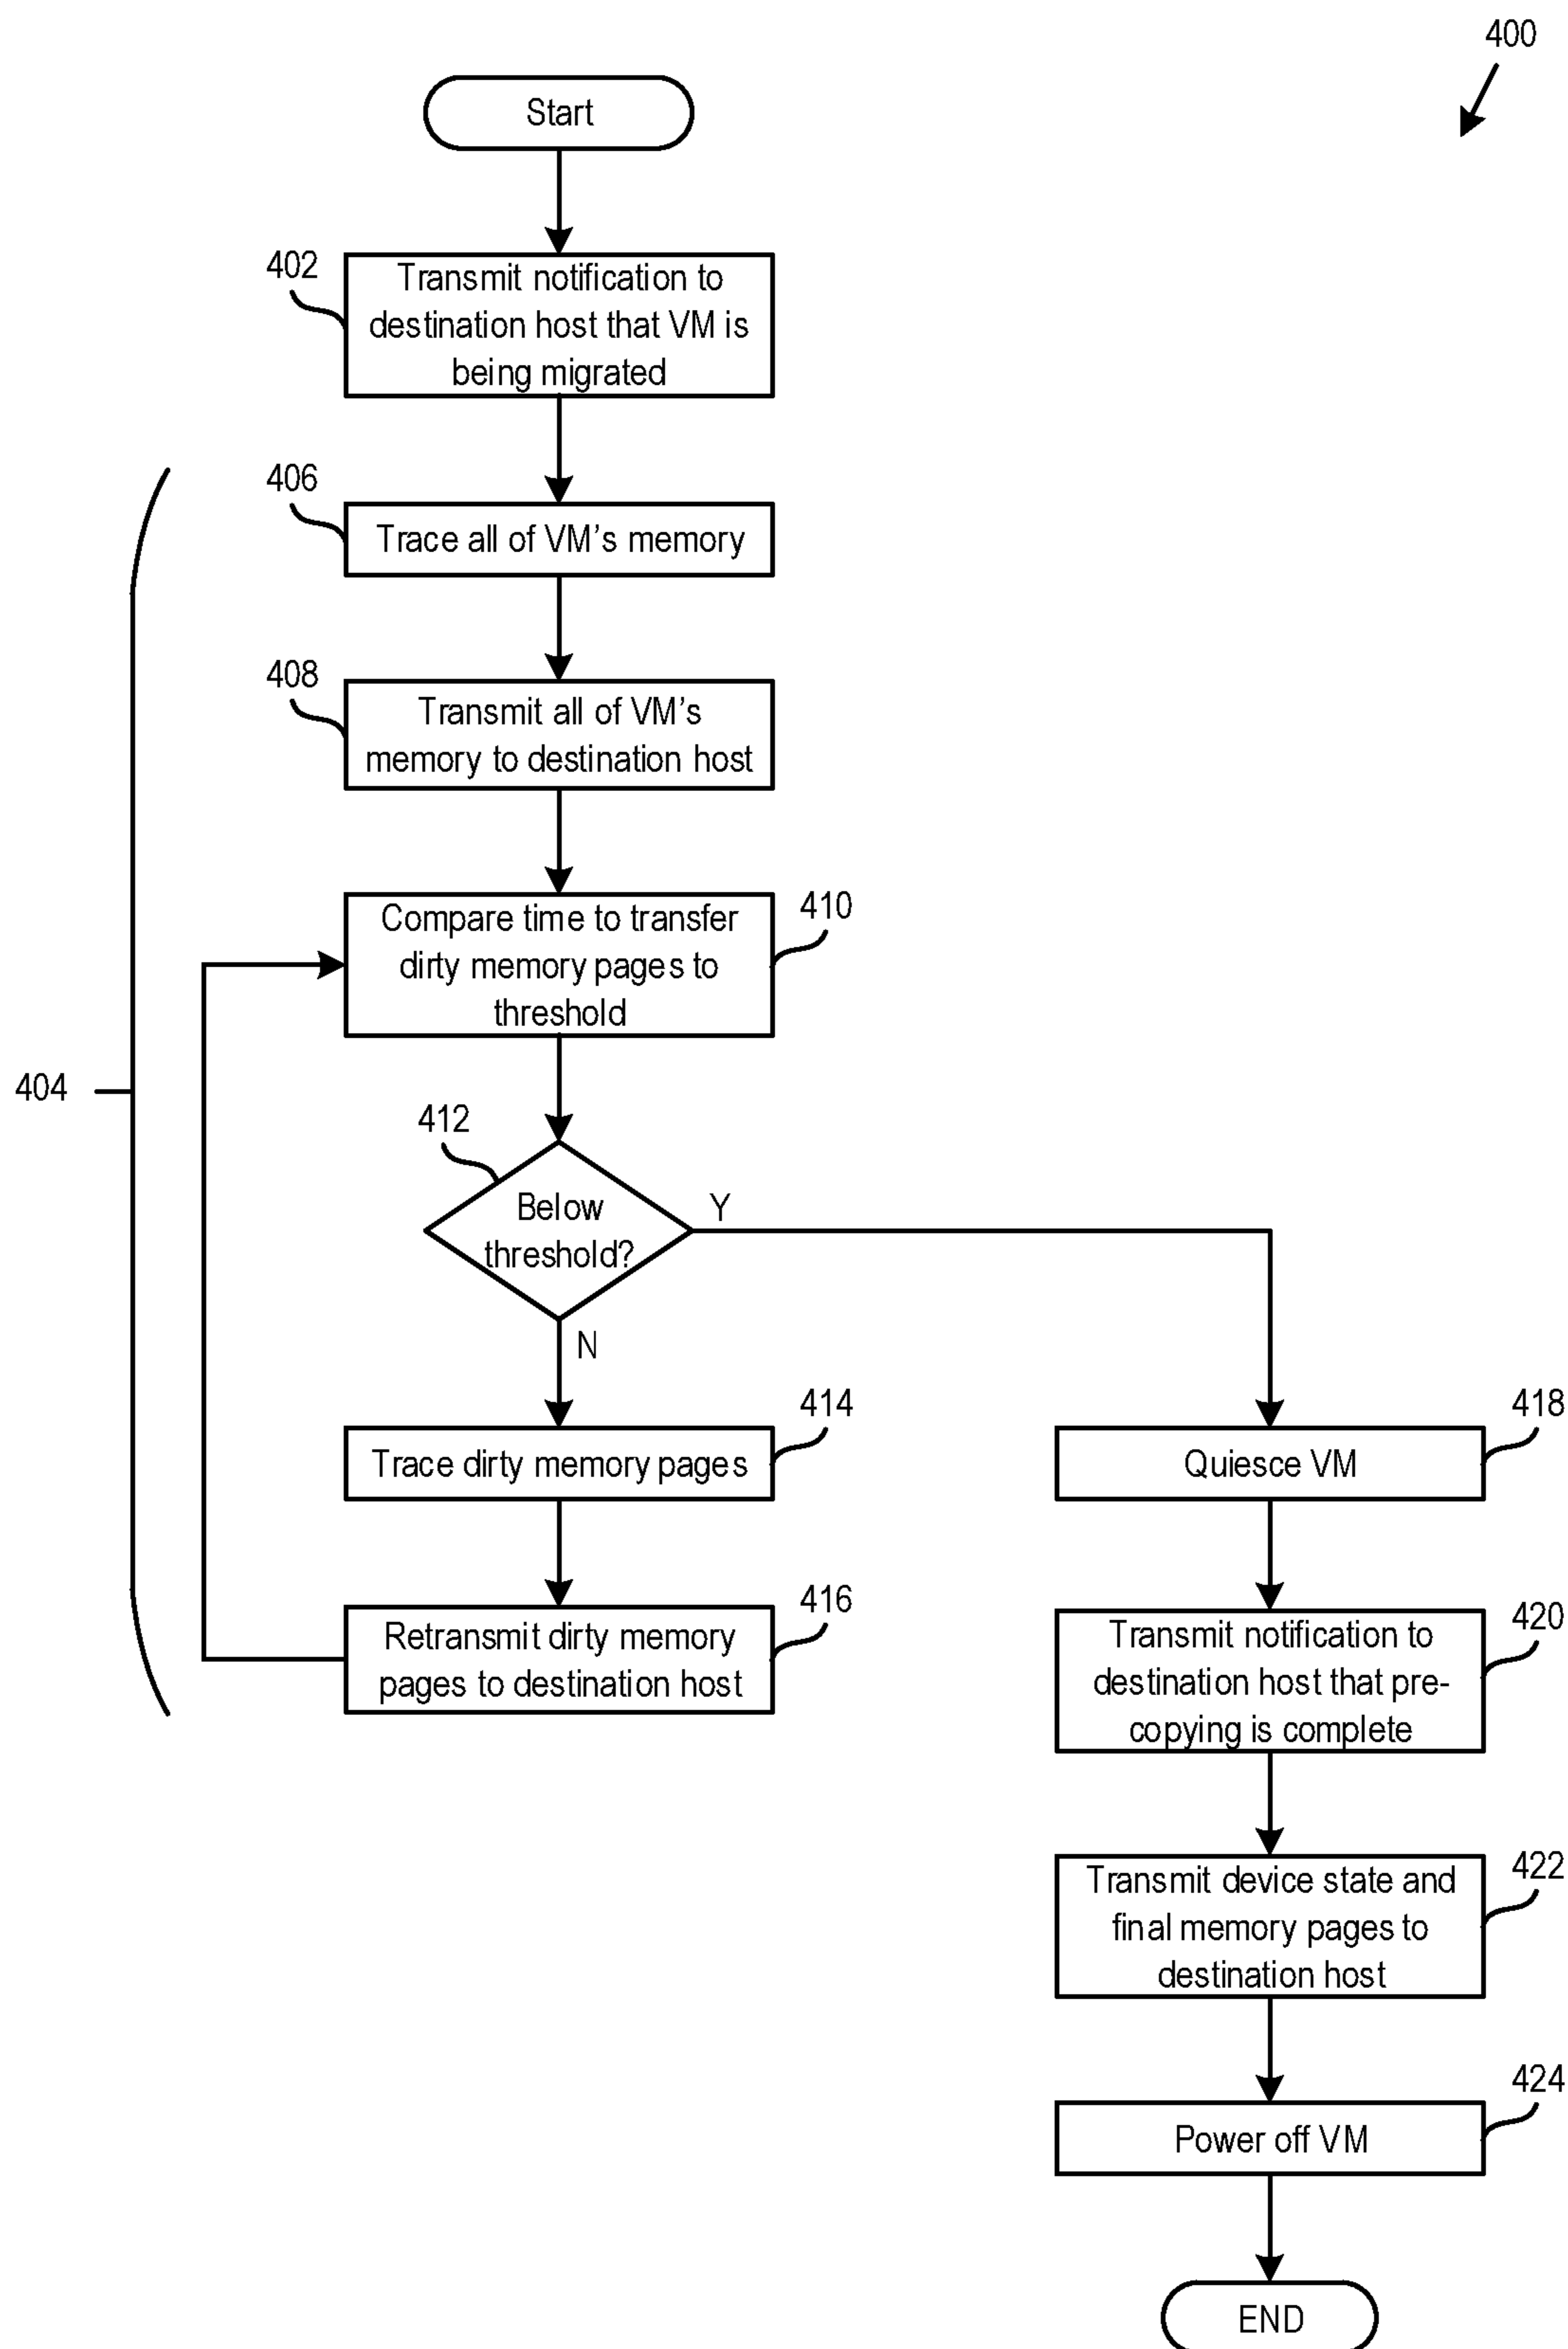 400
Start
402
Transmit notification to
destination host that VM is
being migrated
406
Trace all of VM's memory
408
Transmit all of VM's
memory to destination host
410
Compare time to transfer
dirty memory pages to
threshold
404
412
Below
threshold?
Y
N
414
Trace dirty memory pages
416
Retransmit dirty memory
pages to destination host
418
Quiesce VM
420
Transmit notification to
destination host that pre-
copying is complete
422
Transmit device state and
final memory pages to
destination host
424
Power off VM
END